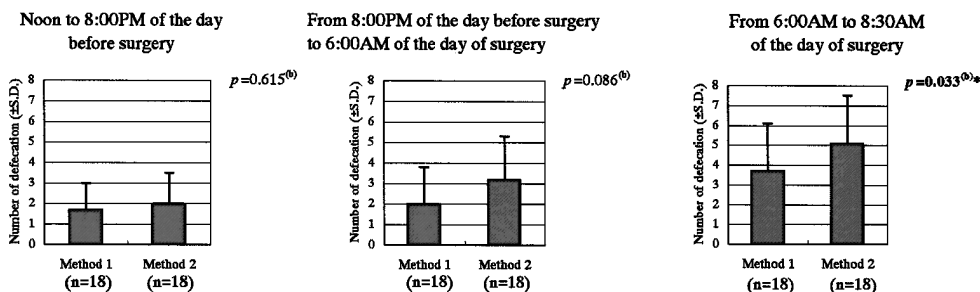 Noon to 8:00PM of the day
before surgery
p=0.615(b)
Number of defecation (±S.D.)
8
7
6
5
4
3
2
1
0
Method 1
(n=18)
Method 2
(n=18)
From 8:00PM of the day before surgery
to 6:00AM of the day of surgery
p=0.086(b)
Number of defecation (±S.D.)
8
7
6
5
4
3
2
1
0
Method 1
(n=18)
Method 2
(n=18)
From 6:00AM to 8:30AM
of the day of surgery
p=0.033(b)*
Number of defecation (±S.D.)
8
7
6
5
4
3
2
1
0
Method 1
(n=18)
Method 2
(n=18)